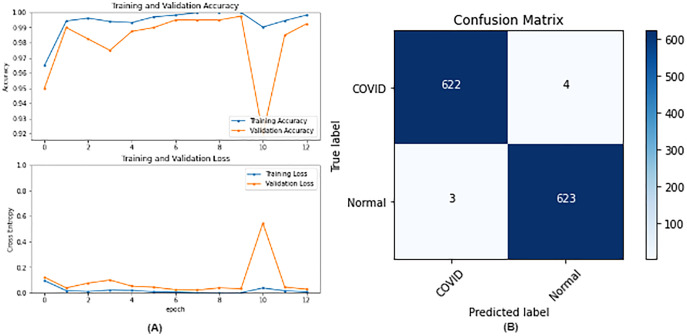 Training and Validation Accuracy
1.00
0.99
0.98
0.97
0.96
0.95
0.94
0.93
0.92
Accuracy
0 2 4 6 8 10 12
Training Accuracy
Validation Accuracy
Training and Validation Loss
1.0
0.8
0.6
0.4
0.2
0.0
Cross Entropy
Training Loss
Validation Loss
0 2 4 6 8 10 12
epoch
(A)
Confusion Matrix
True label
COVID
622 4
Normal
3 623
COVID
Normal
Predicted label
600
500
400
300
200
100
(B)